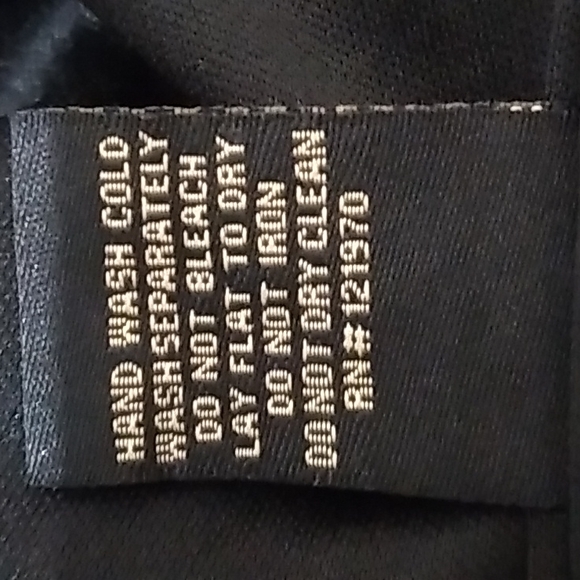 HAND WASH COLD
WASH SEPARATELY
DO NOT BLEACH
LAY FLAT TO DRY
DO NOT IRON
DO NOT DRY CLEAN
RN# 121970